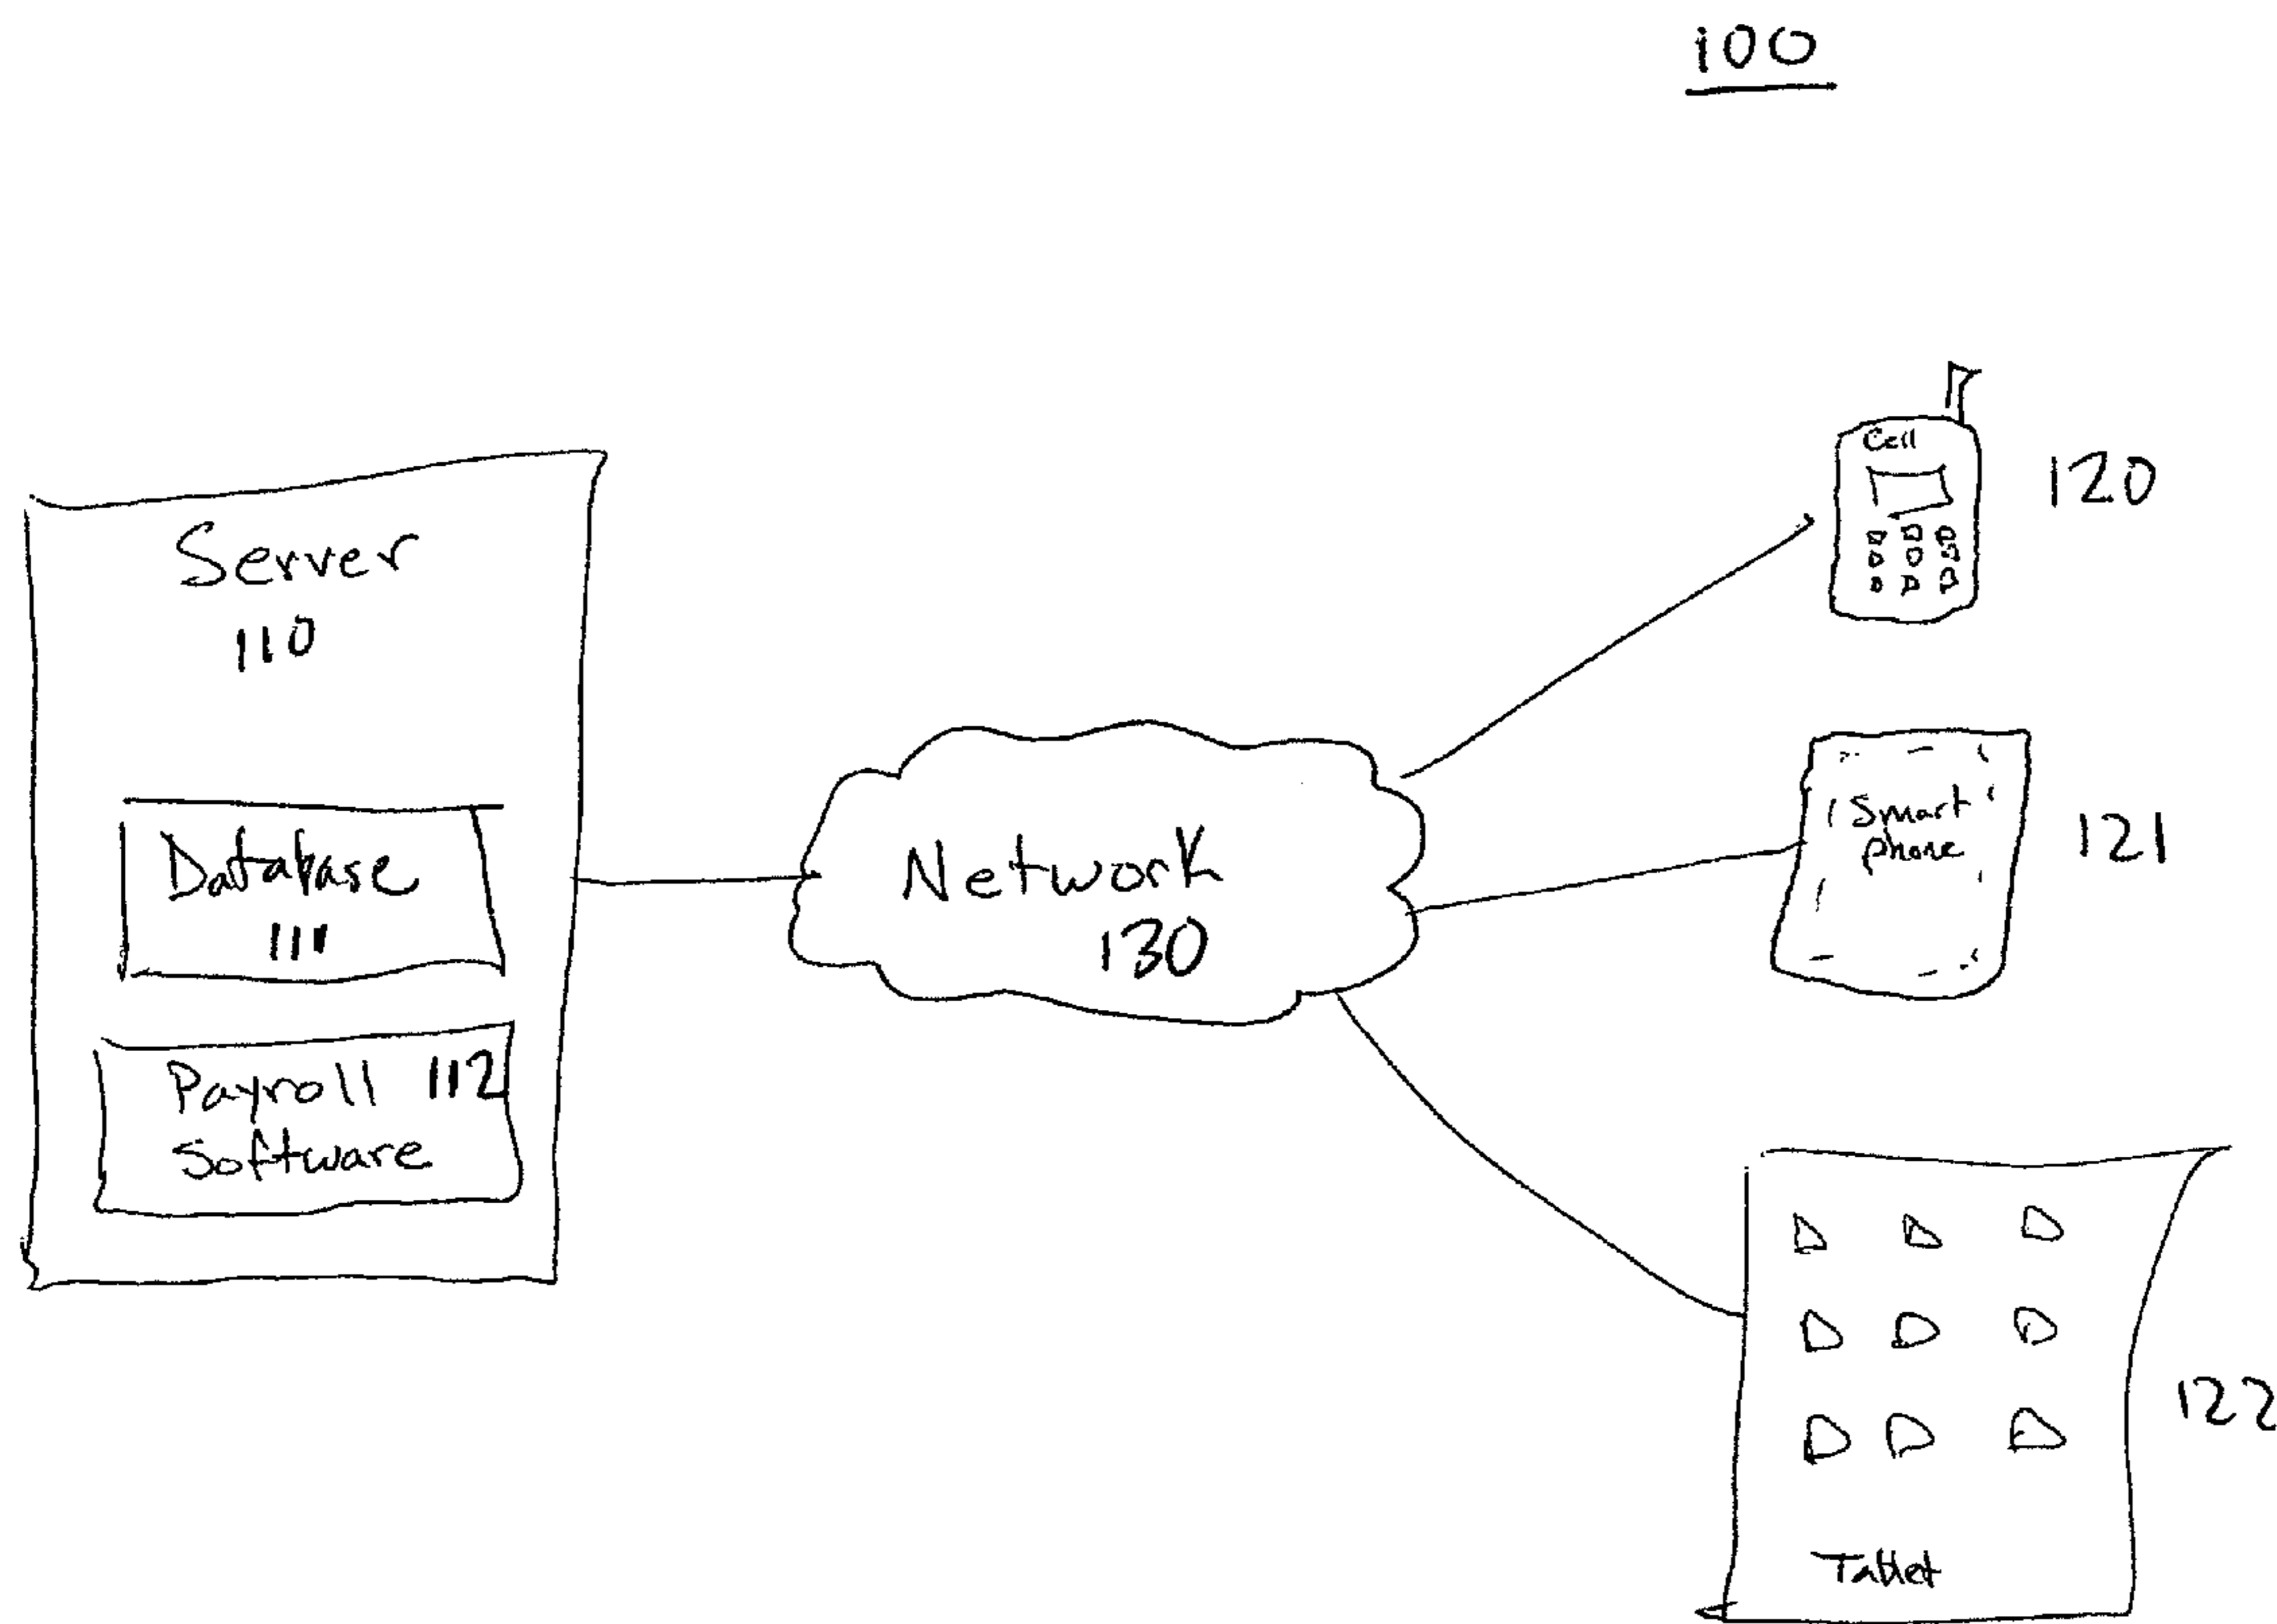 100
Server
110
Database
111
Payroll 112
Software
Network
130
Cell
120
Smart
phone
121
122
Tablet